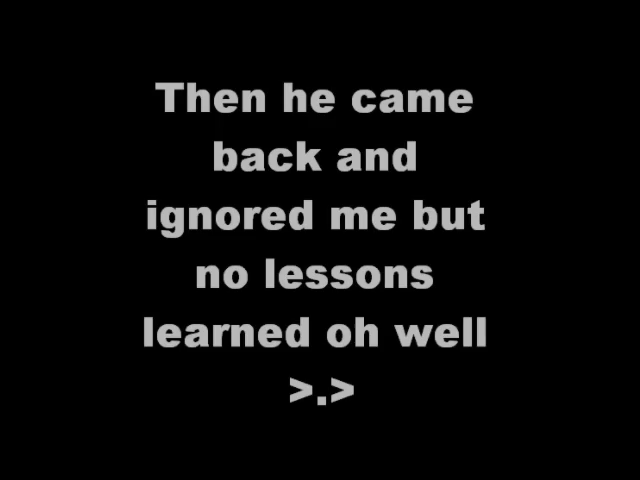 Then he came
back and
ignored me but
no lessons
learned oh well
>.>